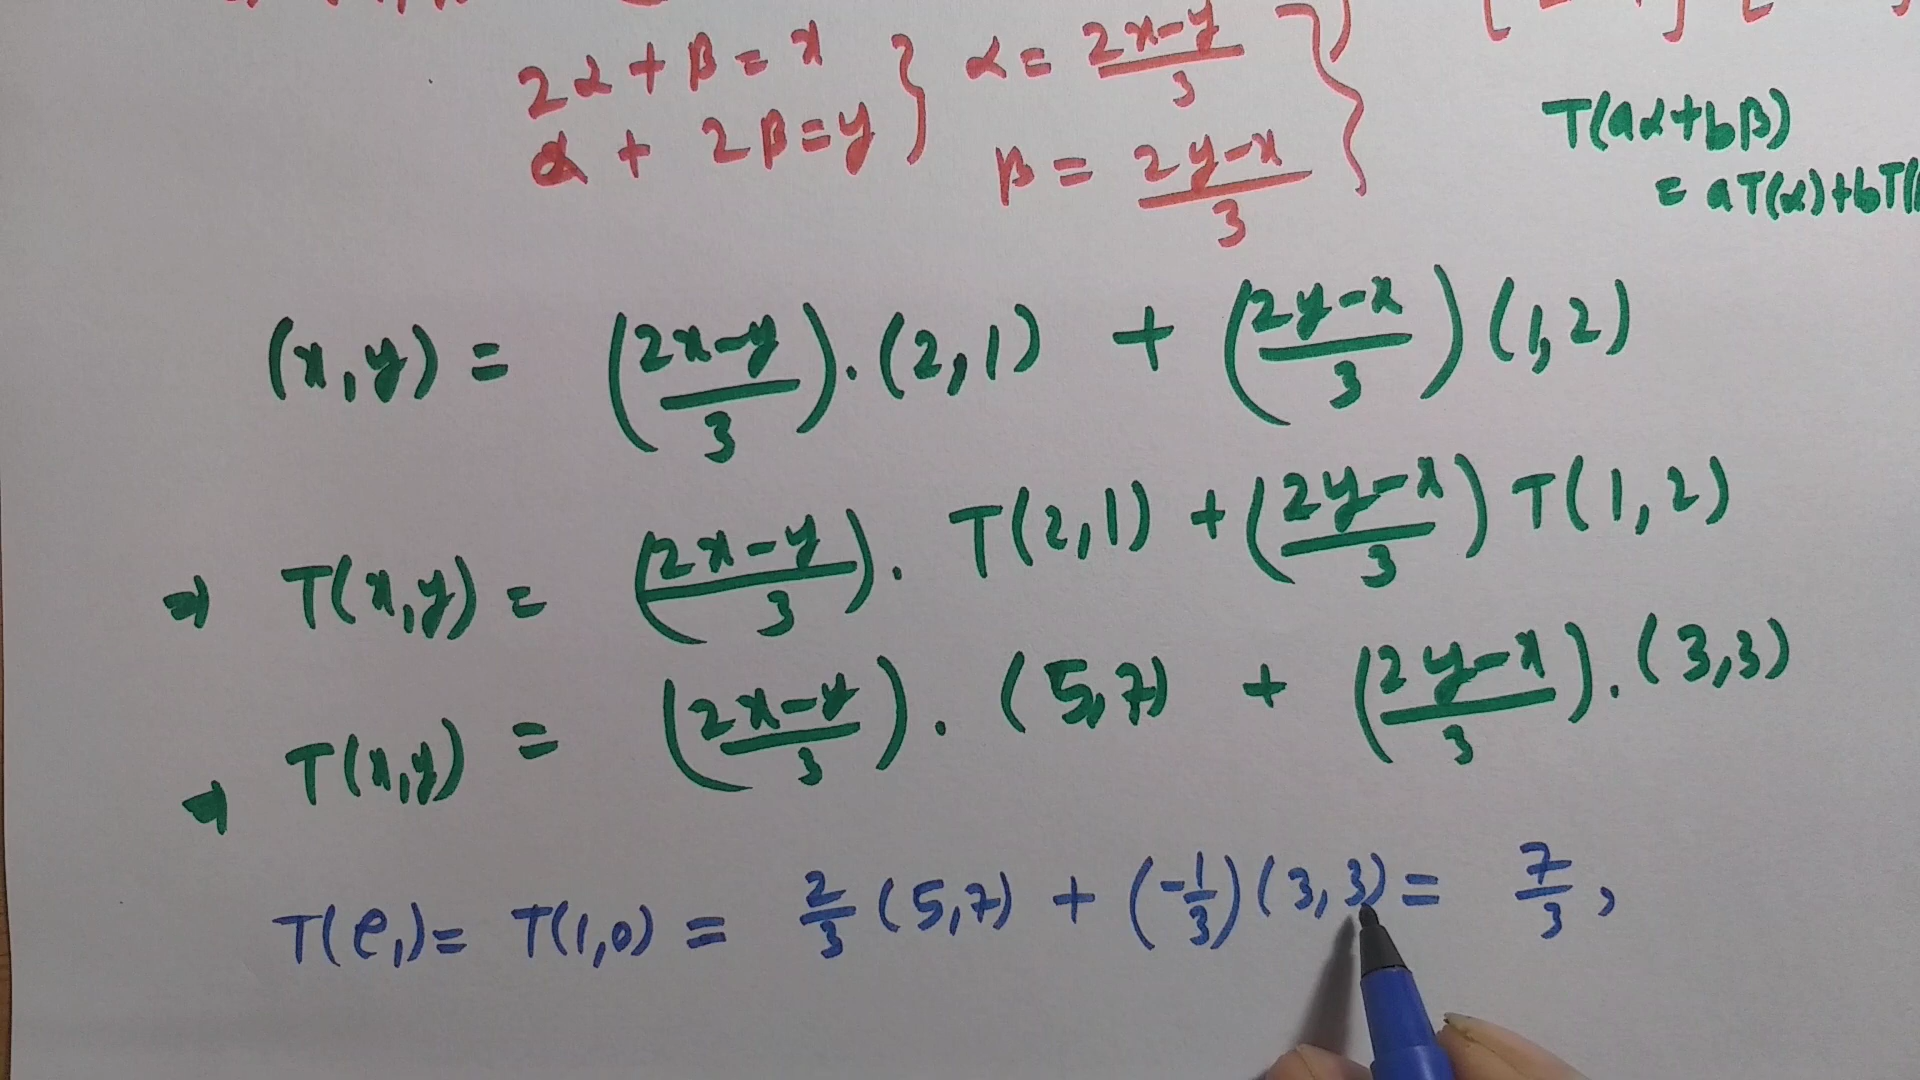 2α + β = x } α = (2x-y)/3 }
α + 2β = y } β = (2y-x)/3 }
T(aα+bβ)
= aT(α)+bT(
(x,y) = ((2x-y)/3).(2,1) + ((2y-x)/3)(1,2)
⇒ T(x,y) = ((2x-y)/3). T(2,1) + ((2y-x)/3) T(1,2)
⇒ T(x,y) = ((2x-y)/3). (5,7) + ((2y-x)/3).(3,3)
T(e₁)= T(1,0) = 2/3 (5,7) + (-1/3)(3,3) = 7/3,